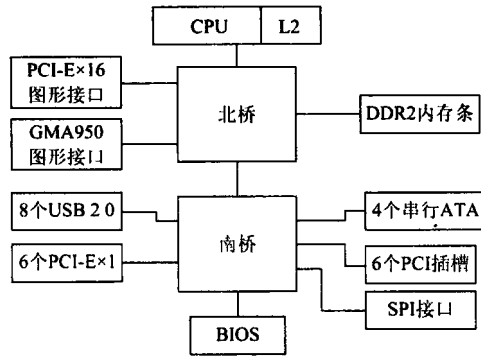 CPU
L2
PCI-E×16
图形接口
北桥
DDR2内存条
GMA950
图形接口
8个USB 2 0
4个串行ATA
南桥
6个PCI-E×1
6个PCI插槽
SPI接口
BIOS